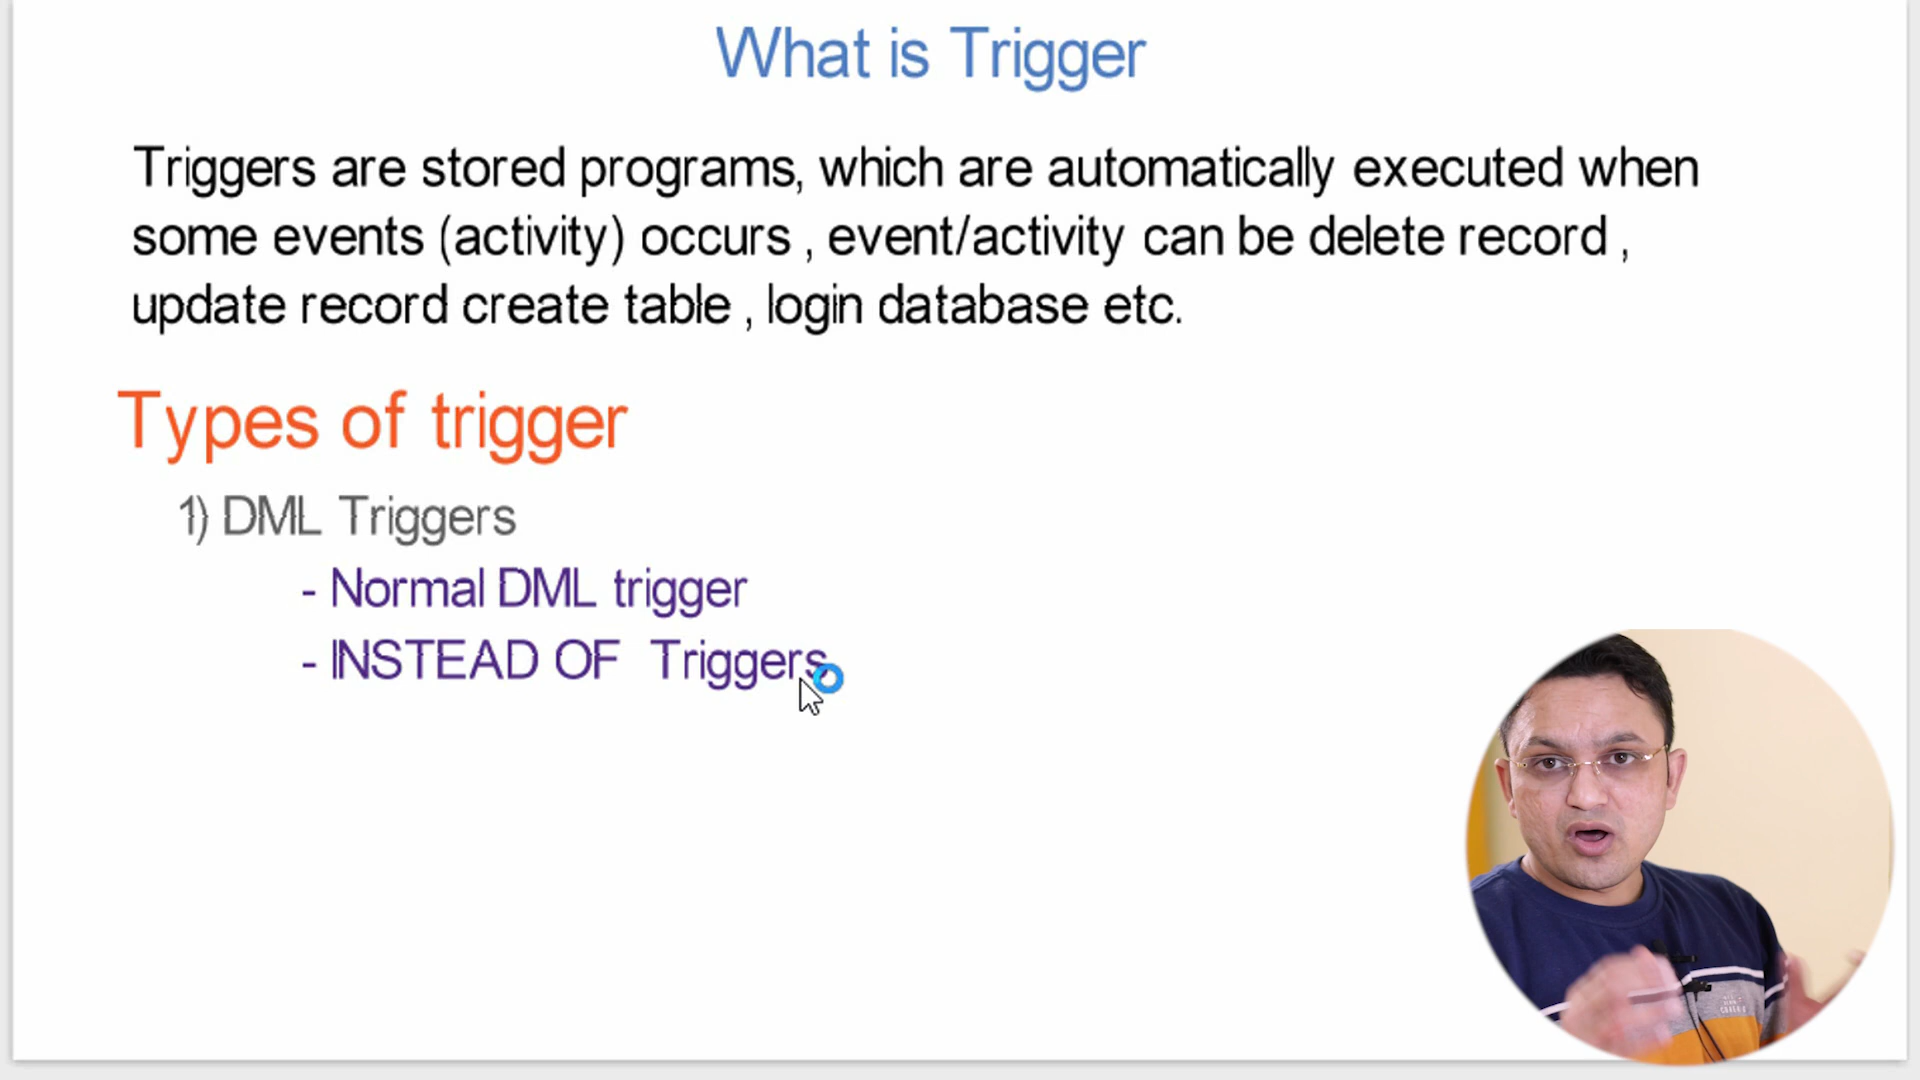 What is Trigger
Triggers are stored programs, which are automatically executed when
some events (activity) occurs , event/activity can be delete record ,
update record create table , login database etc.
Types of trigger
1) DML Triggers
- Normal DML trigger
- INSTEAD OF Triggers